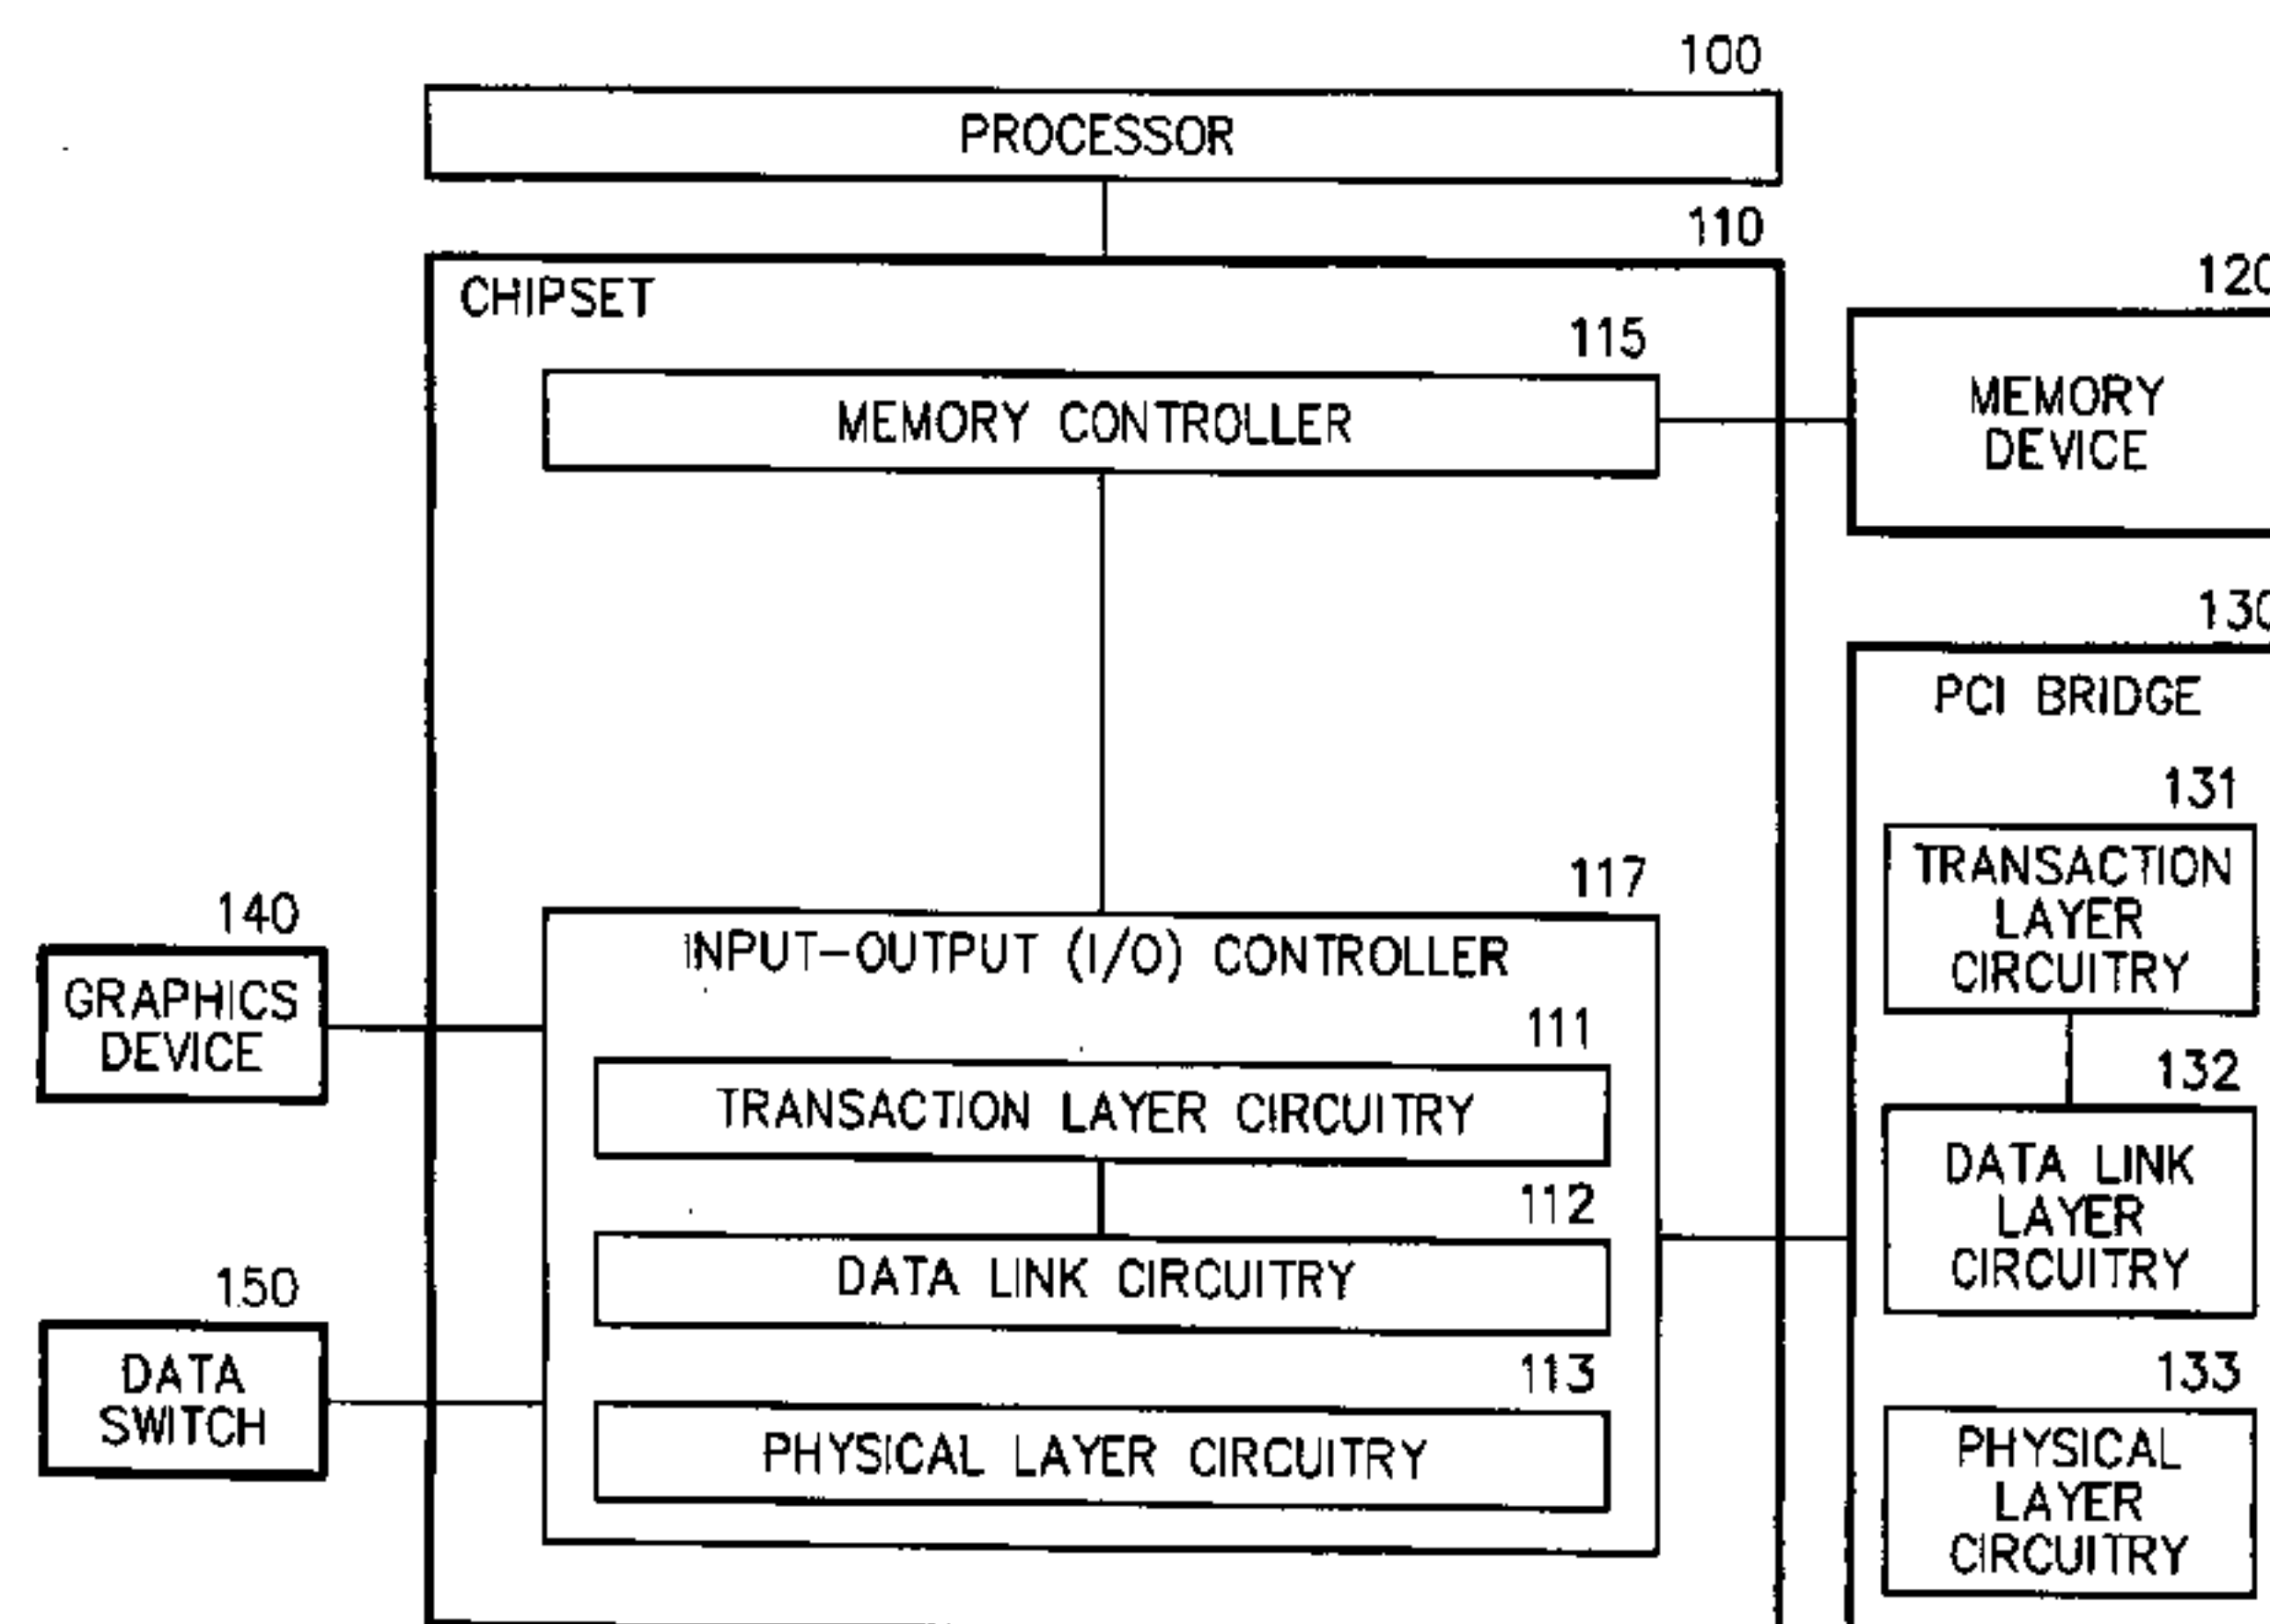 100
PROCESSOR
110
CHIPSET
115
MEMORY CONTROLLER
120
MEMORY
DEVICE
130
PCI BRIDGE
131
TRANSACTION
LAYER
CIRCUITRY
132
DATA LINK
LAYER
CIRCUITRY
133
PHYSICAL
LAYER
CIRCUITRY
117
INPUT-OUTPUT (I/O) CONTROLLER
111
TRANSACTION LAYER CIRCUITRY
112
DATA LINK CIRCUITRY
113
PHYSICAL LAYER CIRCUITRY
140
GRAPHICS
DEVICE
150
DATA
SWITCH